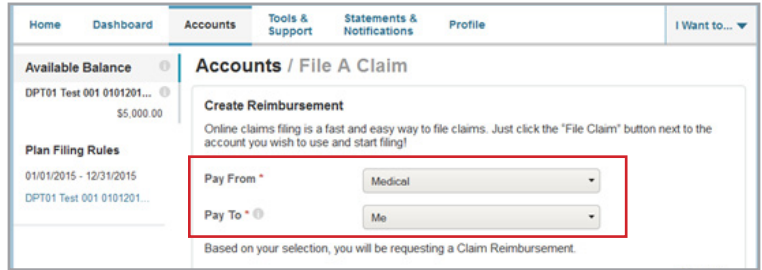 Home Dashboard Accounts Tools & Support Statements & Notifications Profile I Want to...
Available Balance
DPT01 Test 001 0101201...
$5,000.00
Plan Filing Rules
01/01/2015 - 12/31/2015
DPT01 Test 001 0101201...
Accounts / File A Claim
Create Reimbursement
Online claims filing is a fast and easy way to file claims. Just click the "File Claim" button next to the
account you wish to use and start filing!
Pay From * Medical
Pay To * Me
Based on your selection, you will be requesting a Claim Reimbursement.